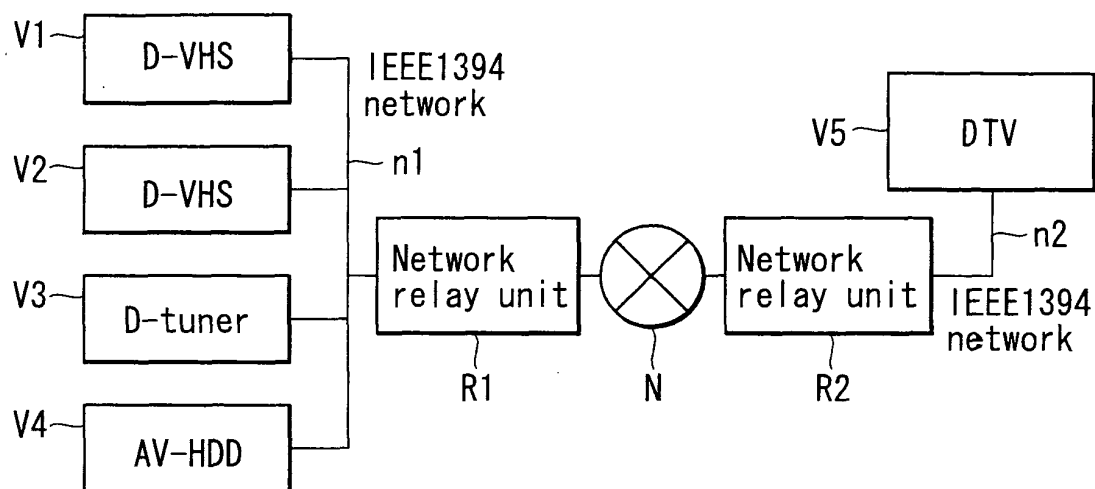 V1
D-VHS
IEEE1394
network
n1
V2
D-VHS
V3
D-tuner
V4
AV-HDD
Network
relay unit
R1
N
Network
relay unit
R2
V5
DTV
n2
IEEE1394
network